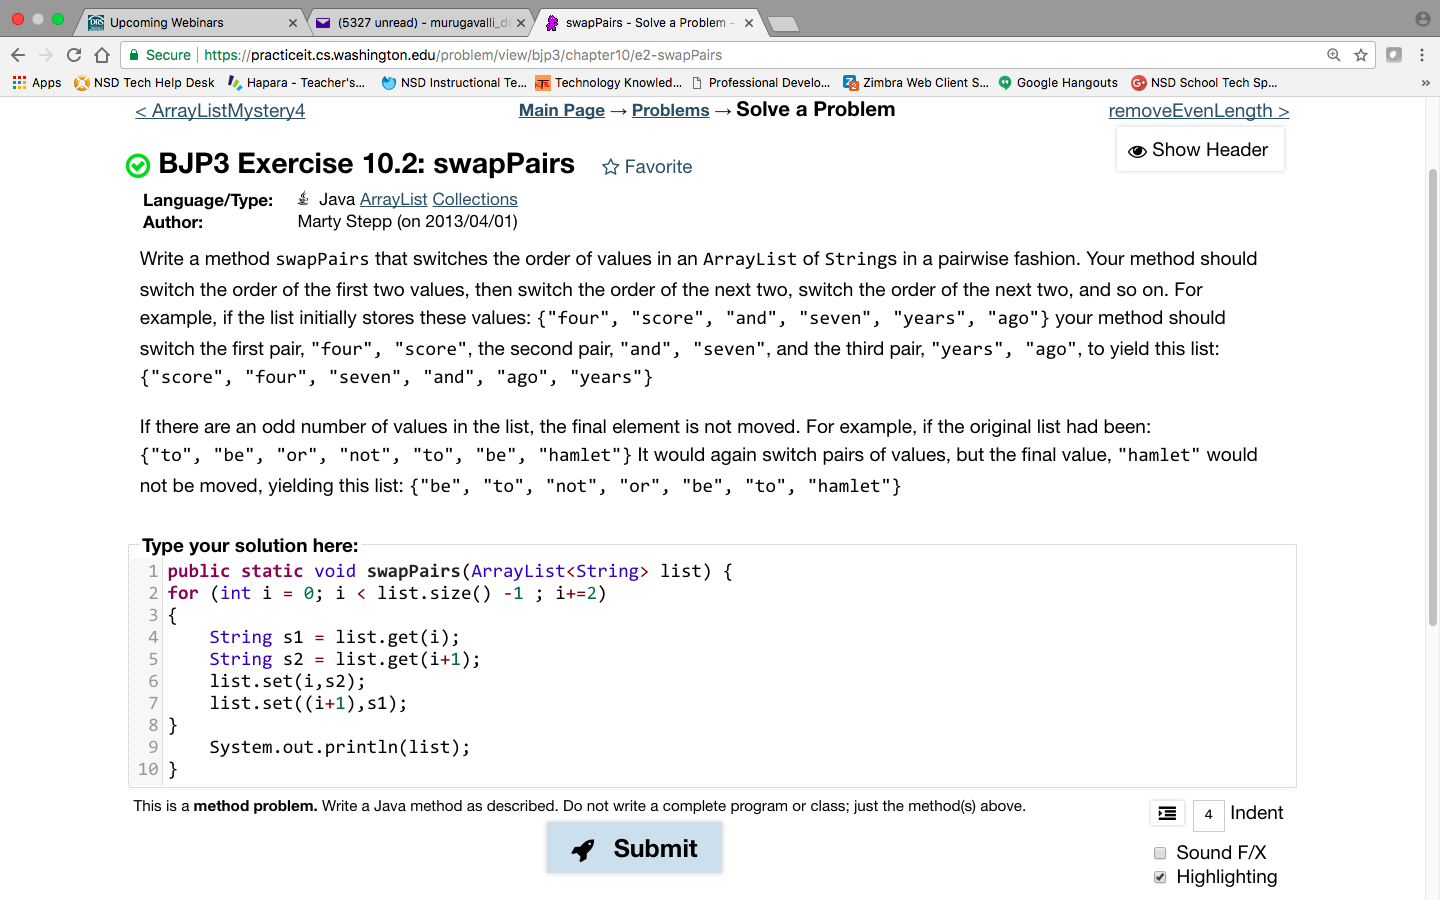 Upcoming Webinars
(5327 unread) - murugavalli_d
swapPairs - Solve a Problem -
Secure https://practiceit.cs.washington.edu/problem/view/bjp3/chapter10/e2-swapPairs
Apps NSD Tech Help Desk Hapara - Teacher's... NSD Instructional Te... Technology Knowled... Professional Develo... Zimbra Web Client S... Google Hangouts NSD School Tech Sp... »
< ArrayListMystery4 Main Page → Problems → Solve a Problem removeEvenLength >
Show Header
BJP3 Exercise 10.2: swapPairs Favorite
Language/Type: Java ArrayList Collections
Author: Marty Stepp (on 2013/04/01)
Write a method swapPairs that switches the order of values in an ArrayList of Strings in a pairwise fashion. Your method should
switch the order of the first two values, then switch the order of the next two, switch the order of the next two, and so on. For
example, if the list initially stores these values: {"four", "score", "and", "seven", "years", "ago"} your method should
switch the first pair, "four", "score", the second pair, "and", "seven", and the third pair, "years", "ago", to yield this list:
{"score", "four", "seven", "and", "ago", "years"}
If there are an odd number of values in the list, the final element is not moved. For example, if the original list had been:
{"to", "be", "or", "not", "to", "be", "hamlet"} It would again switch pairs of values, but the final value, "hamlet" would
not be moved, yielding this list: {"be", "to", "not", "or", "be", "to", "hamlet"}
Type your solution here:
1 public static void swapPairs(ArrayList<String> list) {
2 for (int i = 0; i < list.size() -1 ; i+=2)
3 {
4     String s1 = list.get(i);
5     String s2 = list.get(i+1);
6     list.set(i,s2);
7     list.set((i+1),s1);
8 }
9     System.out.println(list);
10 }
This is a method problem. Write a Java method as described. Do not write a complete program or class; just the method(s) above.
4 Indent
Submit
Sound F/X
Highlighting